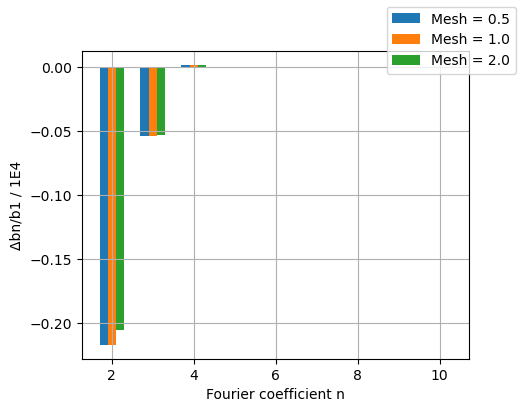 Mesh = 0.5
Mesh = 1.0
Mesh = 2.0
0.00
−0.05
−0.10
−0.15
−0.20
Δbn/b1 / 1E4
2 4 6 8 10
Fourier coefficient n